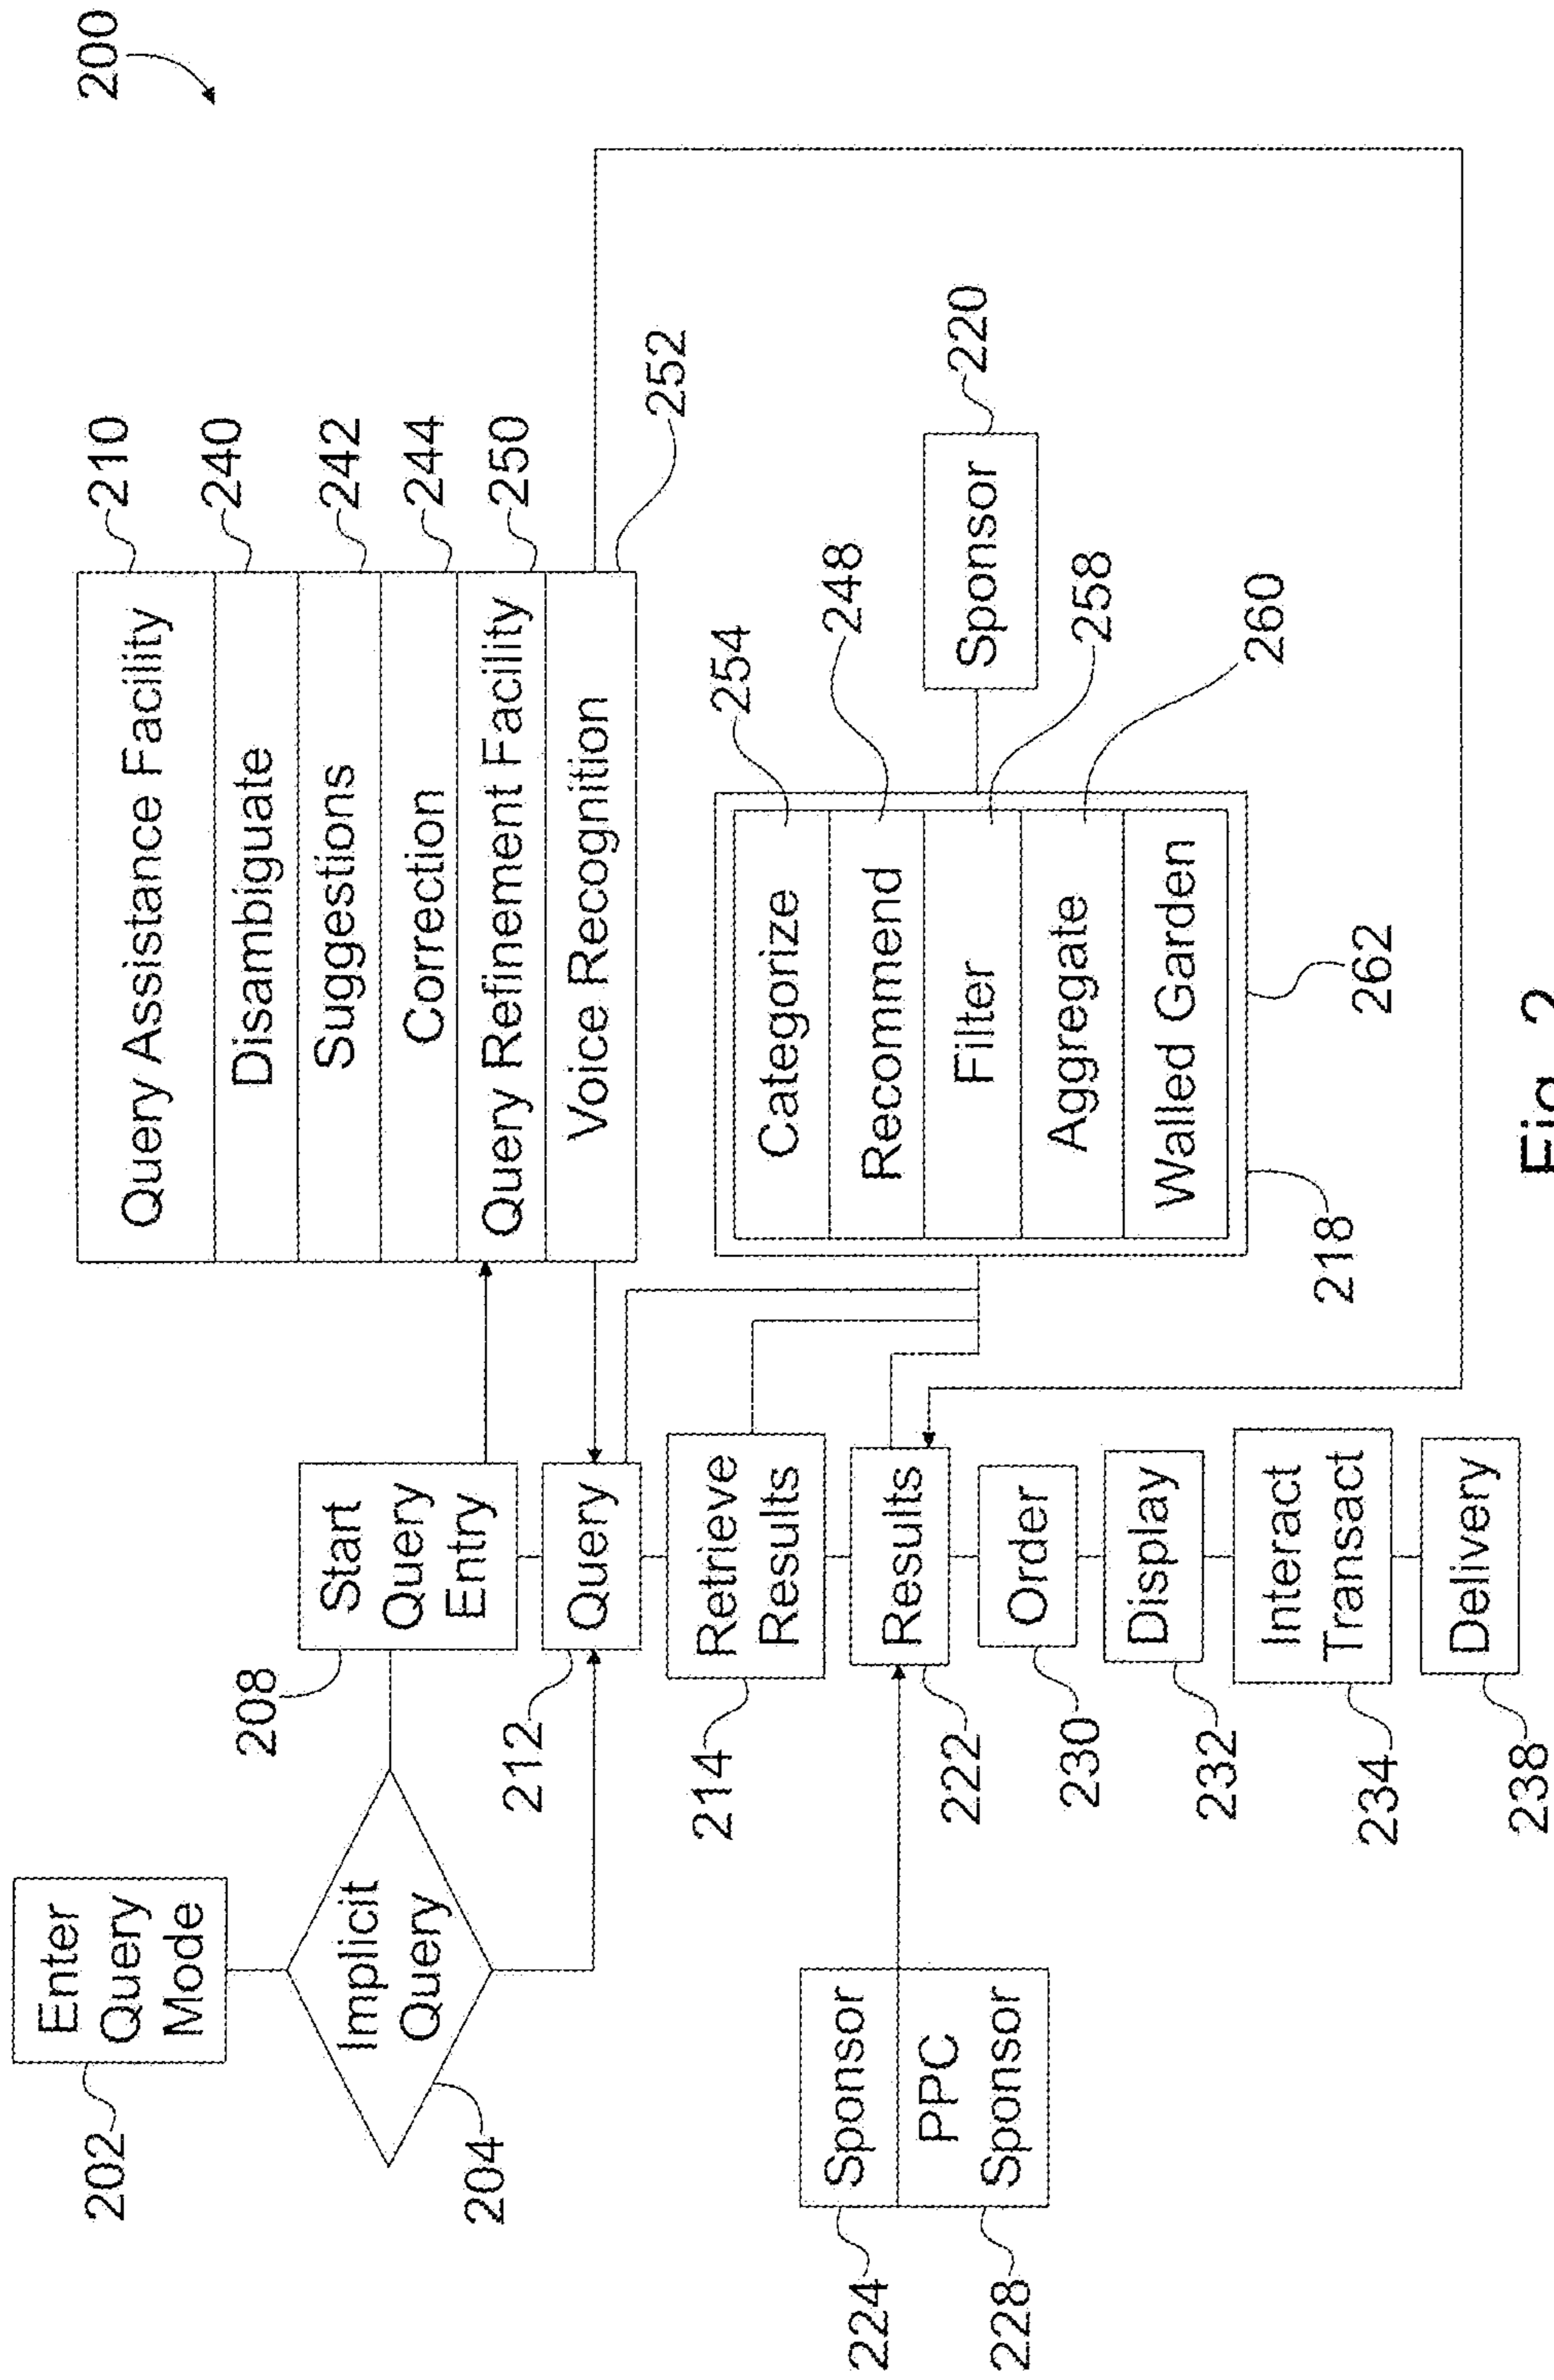 200
Enter
Query
Mode
202
Implicit
Query
204
Start
Query
Entry
208
Query Assistance Facility
210
Disambiguate
240
Suggestions
242
Correction
244
Query Refinement Facility
250
Voice Recognition
252
Query
212
Retrieve
Results
214
Results
222
Sponsor
224
PPC
Sponsor
228
Order
230
Display
232
Interact
Transact
234
Delivery
238
Categorize
254
Recommend
248
Filter
258
Aggregate
260
Walled Garden
262
218
Sponsor
220
Fig. 2